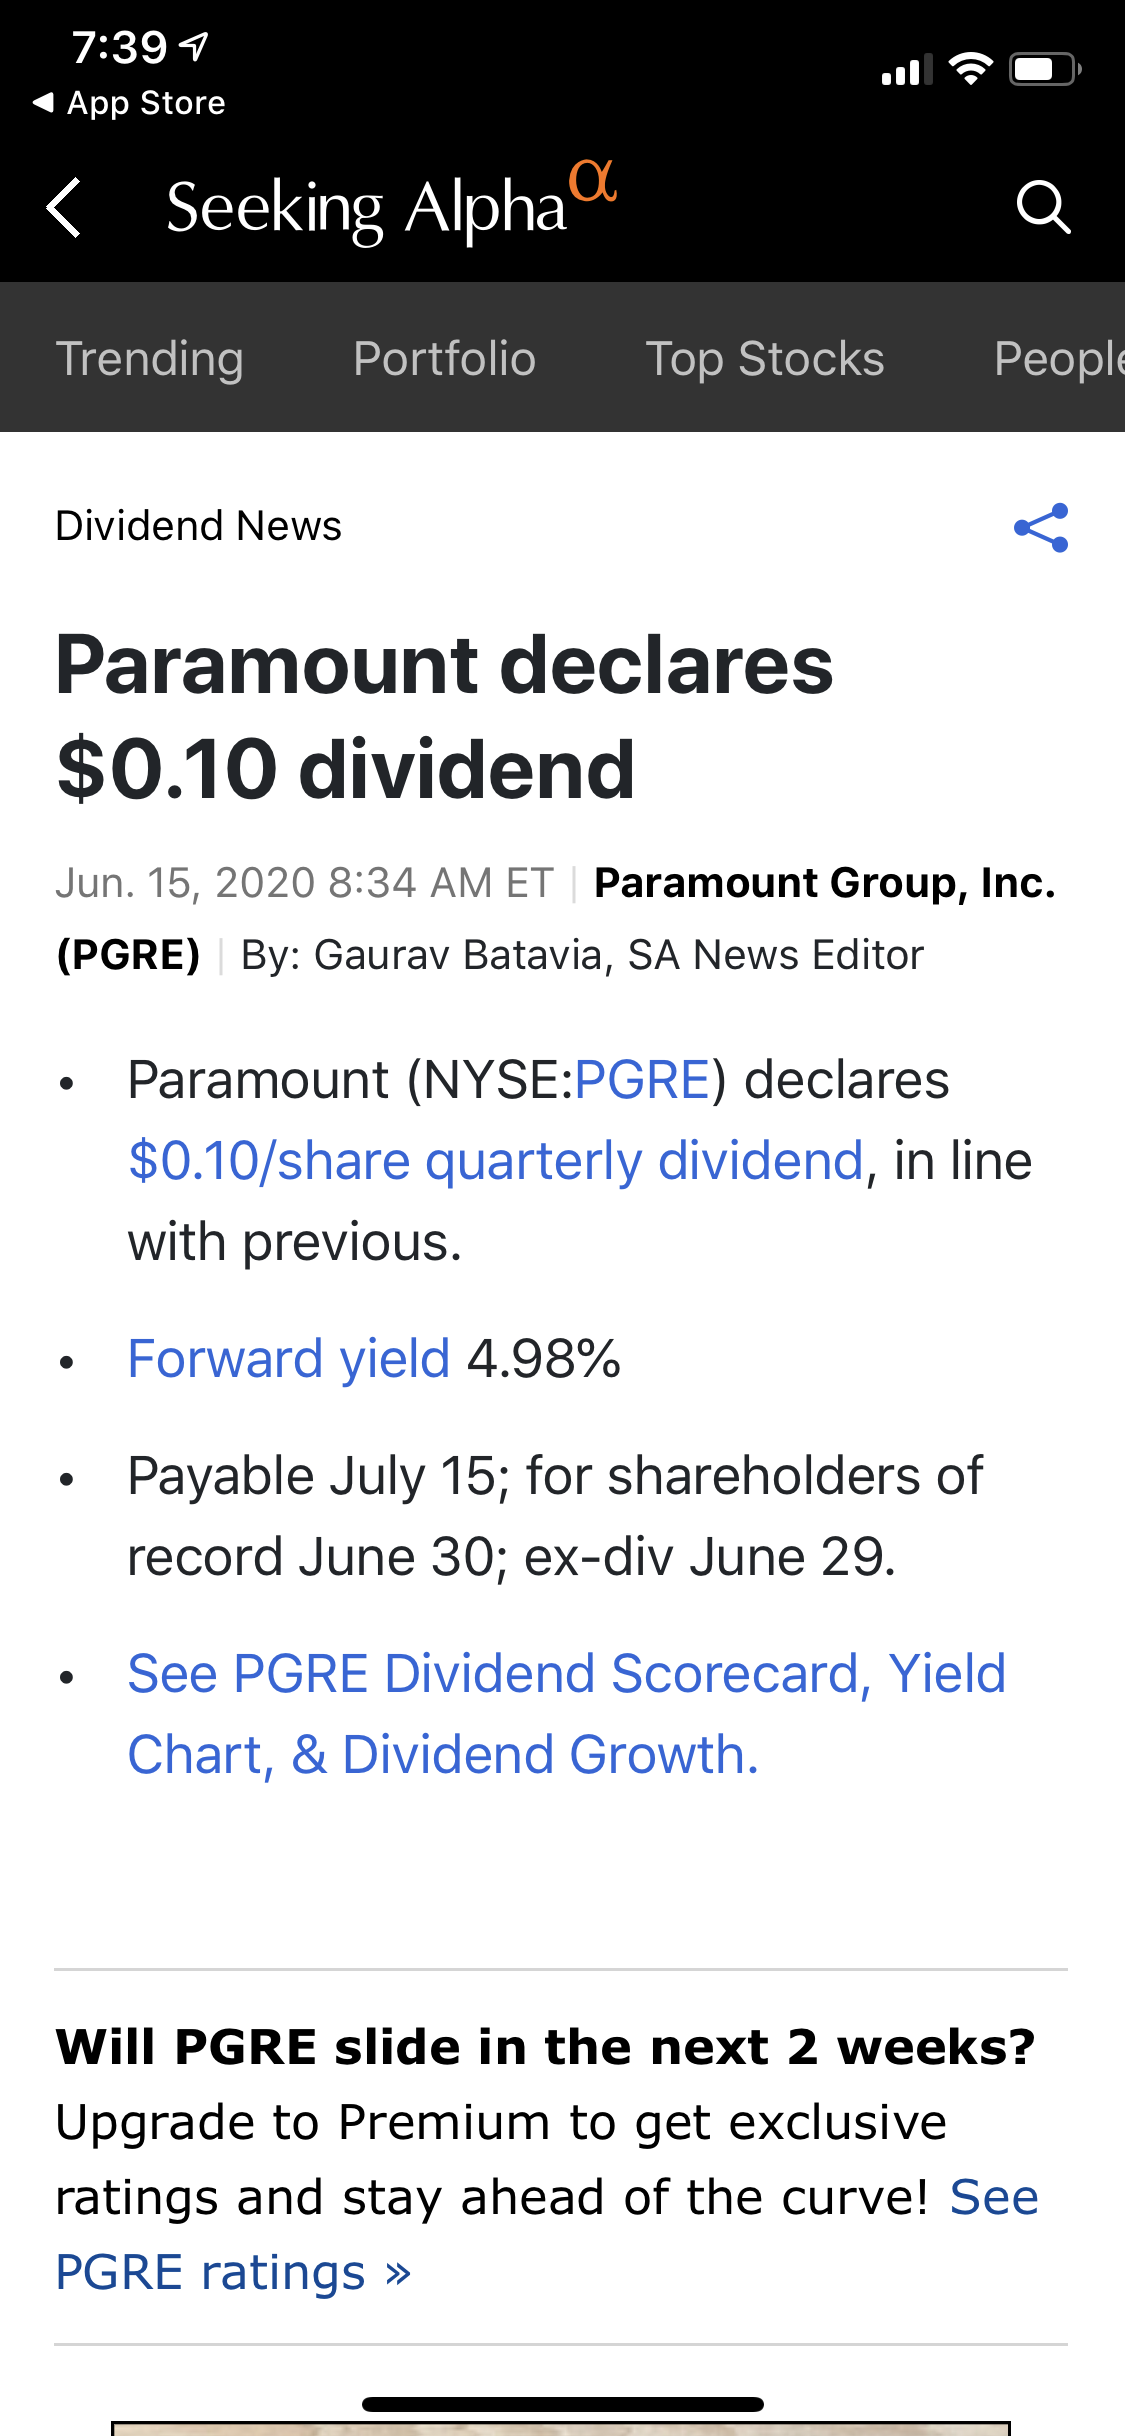 7:39
◀ App Store
Seeking Alpha α
Trending Portfolio Top Stocks People
Dividend News
Paramount declares
$0.10 dividend
Jun. 15, 2020 8:34 AM ET | Paramount Group, Inc.
(PGRE) | By: Gaurav Batavia, SA News Editor
• Paramount (NYSE:PGRE) declares
$0.10/share quarterly dividend, in line
with previous.
• Forward yield 4.98%
• Payable July 15; for shareholders of
record June 30; ex-div June 29.
• See PGRE Dividend Scorecard, Yield
Chart, & Dividend Growth.
Will PGRE slide in the next 2 weeks?
Upgrade to Premium to get exclusive
ratings and stay ahead of the curve! See
PGRE ratings »